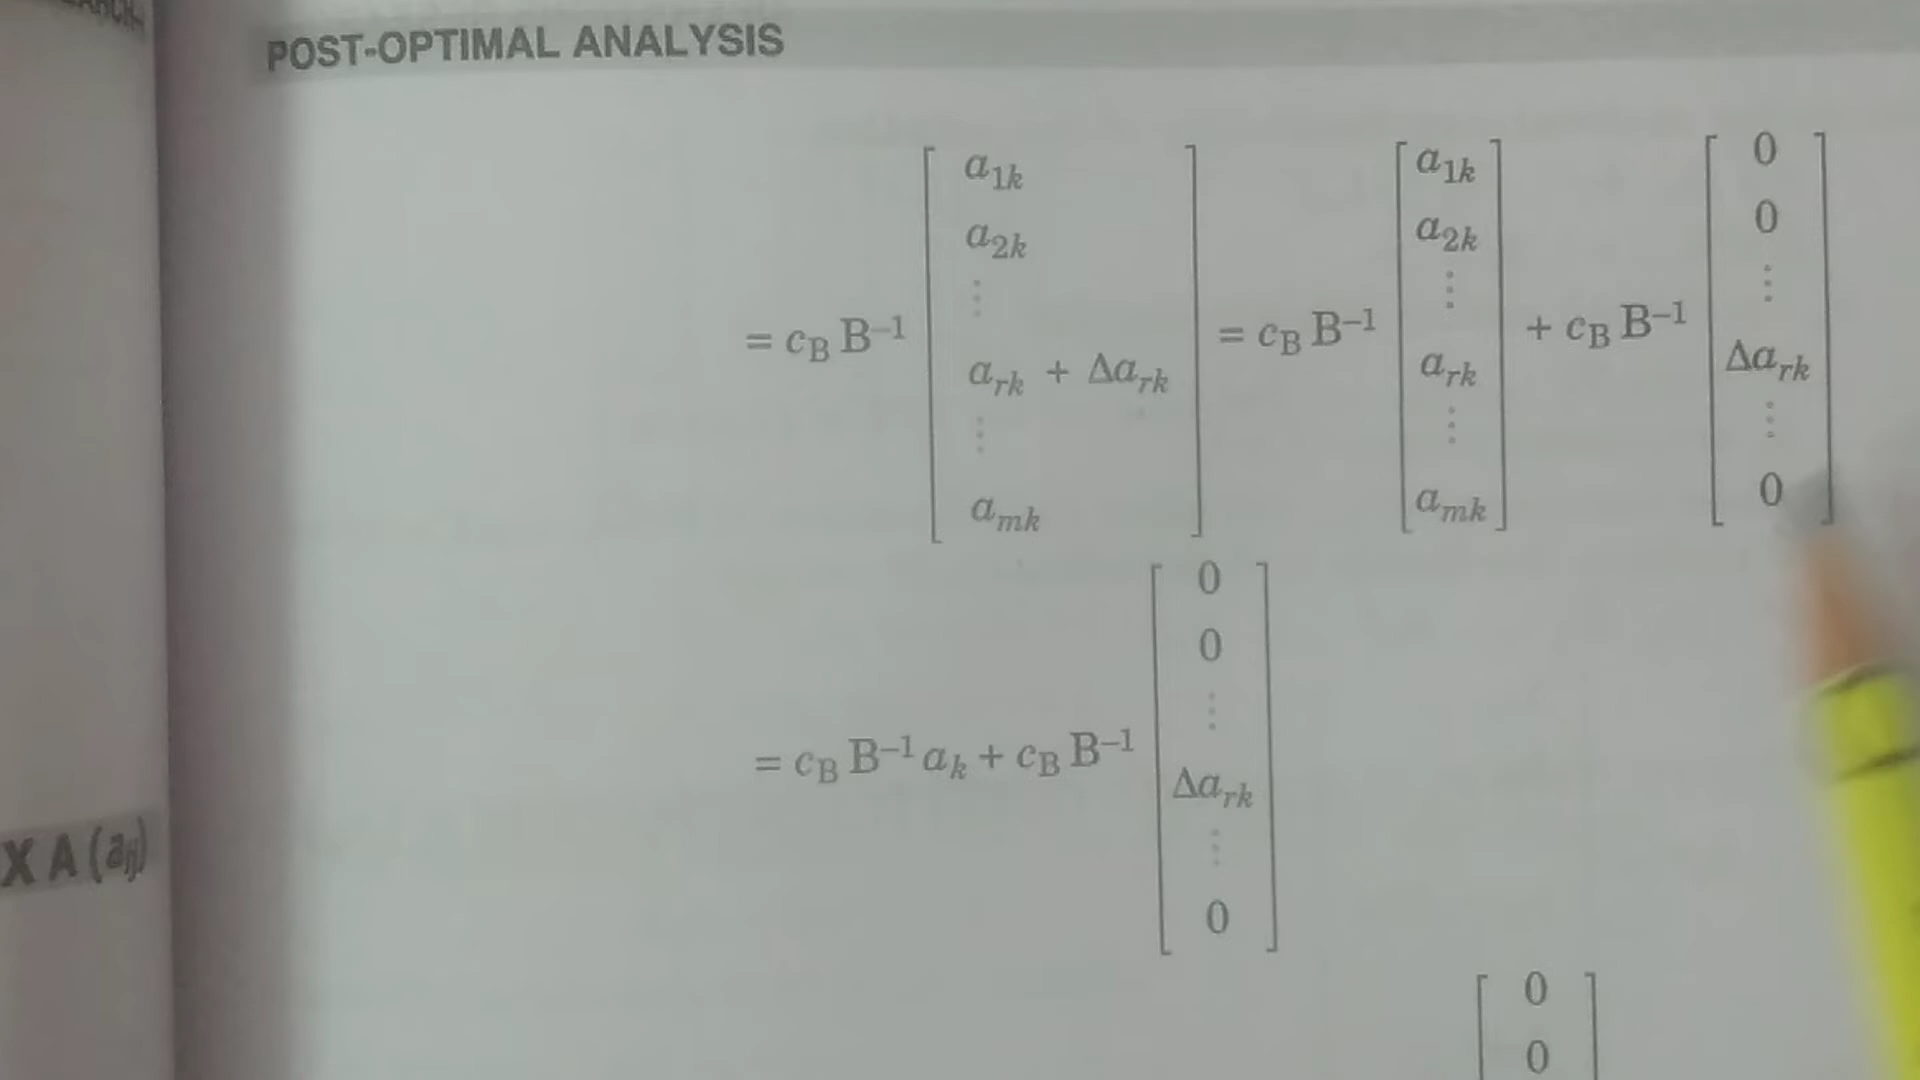 POST-OPTIMAL ANALYSIS
= c_B B^{-1} [ a_{1k} a_{2k} ⋮ a_{rk} + Δa_{rk} ⋮ a_{mk} ] = c_B B^{-1} [ a_{1k} a_{2k} ⋮ a_{rk} ⋮ a_{mk} ] + c_B B^{-1} [ 0 0 ⋮ Δa_{rk} ⋮ 0 ]
= c_B B^{-1} a_k + c_B B^{-1} [ 0 0 ⋮ Δa_{rk} ⋮ 0 ]
[ 0 0
X A (a_{ij})